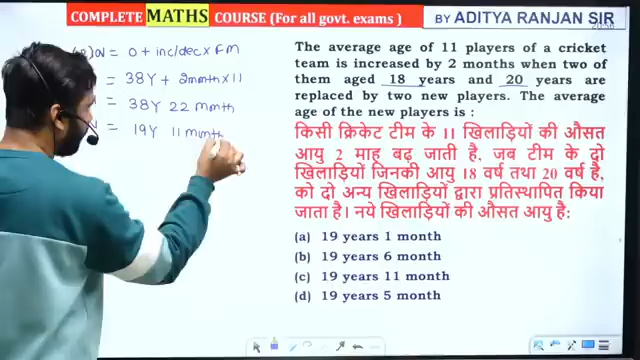 COMPLETE MATHS COURSE (For all govt. exams)
BY ADITYA RANJAN SIR
N = O + inc/dec × FM
= 38Y + 2month × 11
= 38Y 22 month
= 19Y 11 month
The average age of 11 players of a cricket
team is increased by 2 months when two of
them aged 18 years and 20 years are
replaced by two new players. The average
age of the new players is :
किसी क्रिकेट टीम के 11 खिलाड़ियों की औसत
आयु 2 माह बढ़ जाती है, जब टीम के दो
खिलाड़ियों जिनकी आयु 18 वर्ष तथा 20 वर्ष है,
को दो अन्य खिलाड़ियों द्वारा प्रतिस्थापित किया
जाता है। नये खिलाड़ियों की औसत आयु है:
(a) 19 years 1 month
(b) 19 years 6 month
(c) 19 years 11 month
(d) 19 years 5 month